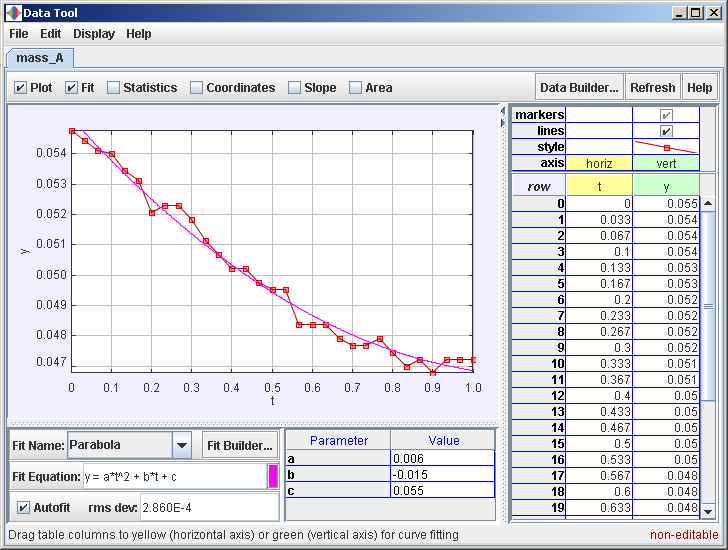 Data Tool
File Edit Display Help
mass_A
Plot Fit Statistics Coordinates Slope Area Data Builder... Refresh Help
0.054
0.053
0.052
0.051
0.050
0.049
0.048
0.047
y
0 0.1 0.2 0.3 0.4 0.5 0.6 0.7 0.8 0.9 1.0
t
markers
lines
style
axis horiz vert
row t y
0 0 0.055
1 0.033 0.054
2 0.067 0.054
3 0.1 0.054
4 0.133 0.053
5 0.167 0.053
6 0.2 0.052
7 0.233 0.052
8 0.267 0.052
9 0.3 0.052
10 0.333 0.051
11 0.367 0.051
12 0.4 0.05
13 0.433 0.05
14 0.467 0.05
15 0.5 0.05
16 0.533 0.05
17 0.567 0.048
18 0.6 0.048
19 0.633 0.048
Fit Name: Parabola Fit Builder...
Fit Equation: y = a*t^2 + b*t + c
Autofit rms dev: 2.860E-4
Parameter Value
a 0.006
b -0.015
c 0.055
Drag table columns to yellow (horizontal axis) or green (vertical axis) for curve fitting non-editable